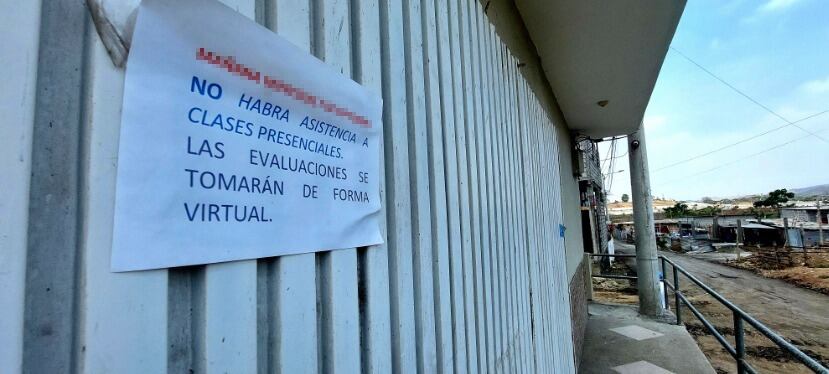 NO HABRA ASISTENCIA A
CLASES PRESENCIALES.
LAS EVALUACIONES SE
TOMARÁN DE FORMA
VIRTUAL.